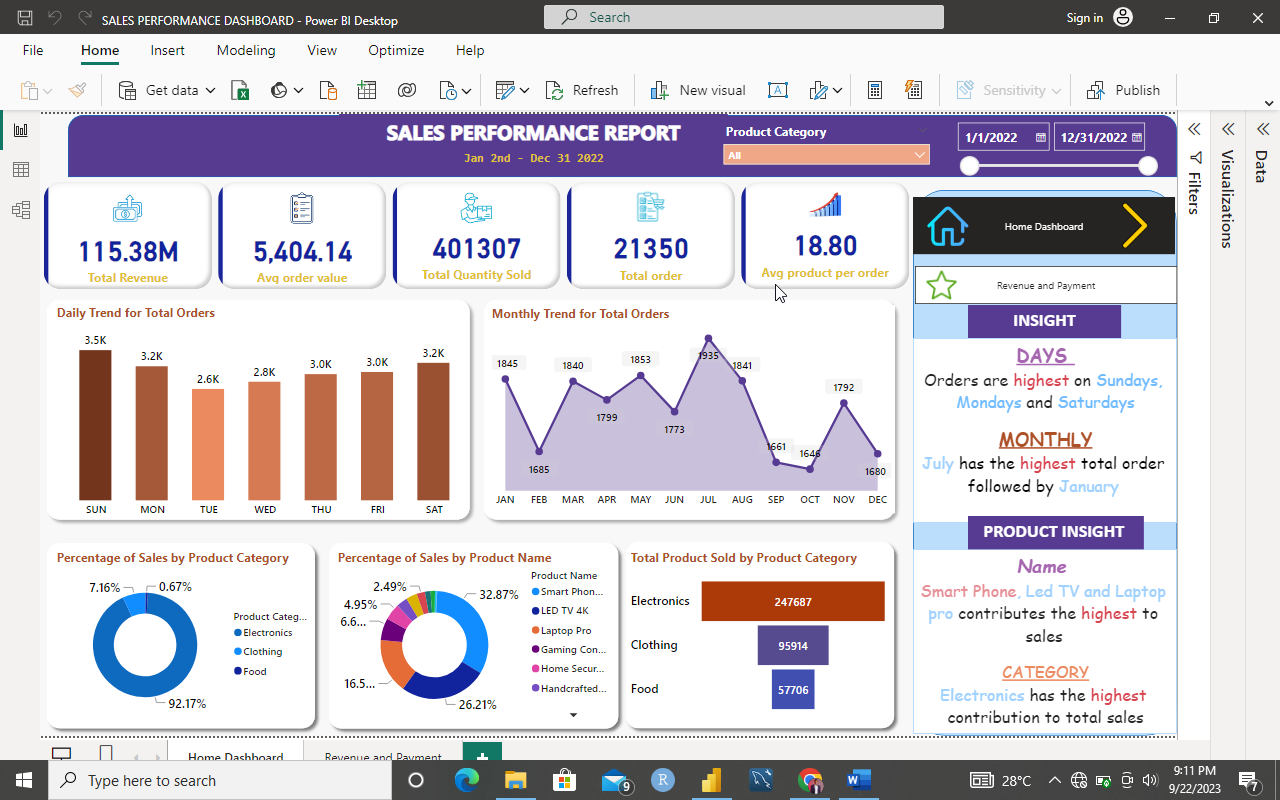 SALES PERFORMANCE DASHBOARD - Power BI Desktop
Search
Sign in
File Home Insert Modeling View Optimize Help
Get data
Refresh
New visual
Sensitivity
Publish
SALES PERFORMANCE REPORT
Jan 2nd - Dec 31 2022
Product Category
All
1/1/2022
12/31/2022
Filters
Visualizations
Data
115.38M
Total Revenue
5,404.14
Avg order value
401307
Total Quantity Sold
21350
Total order
18.80
Avg product per order
Home Dashboard
Revenue and Payment
Daily Trend for Total Orders
3.5K
3.2K
2.6K
2.8K
3.0K
3.0K
3.2K
SUN MON TUE WED THU FRI SAT
Monthly Trend for Total Orders
1845
1685
1840
1799
1853
1773
1935
1841
1661
1646
1792
1680
JAN FEB MAR APR MAY JUN JUL AUG SEP OCT NOV DEC
INSIGHT
DAYS
Orders are highest on Sundays,
Mondays and Saturdays
MONTHLY
July has the highest total order
followed by January
PRODUCT INSIGHT
Name
Smart Phone, Led TV and Laptop
pro contributes the highest to
sales
CATEGORY
Electronics has the highest
contribution to total sales
Percentage of Sales by Product Category
7.16%
0.67%
92.17%
Product Categ...
Electronics
Clothing
Food
Percentage of Sales by Product Name
2.49%
4.95%
6.6...
16.5...
32.87%
26.21%
Product Name
Smart Phon...
LED TV 4K
Laptop Pro
Gaming Con...
Home Secur...
Handcrafted...
Total Product Sold by Product Category
Electronics
247687
Clothing
95914
Food
57706
Home Dashboard
Revenue and Payment
Type here to search
9
R
W
28°C
9:11 PM
9/22/2023
7